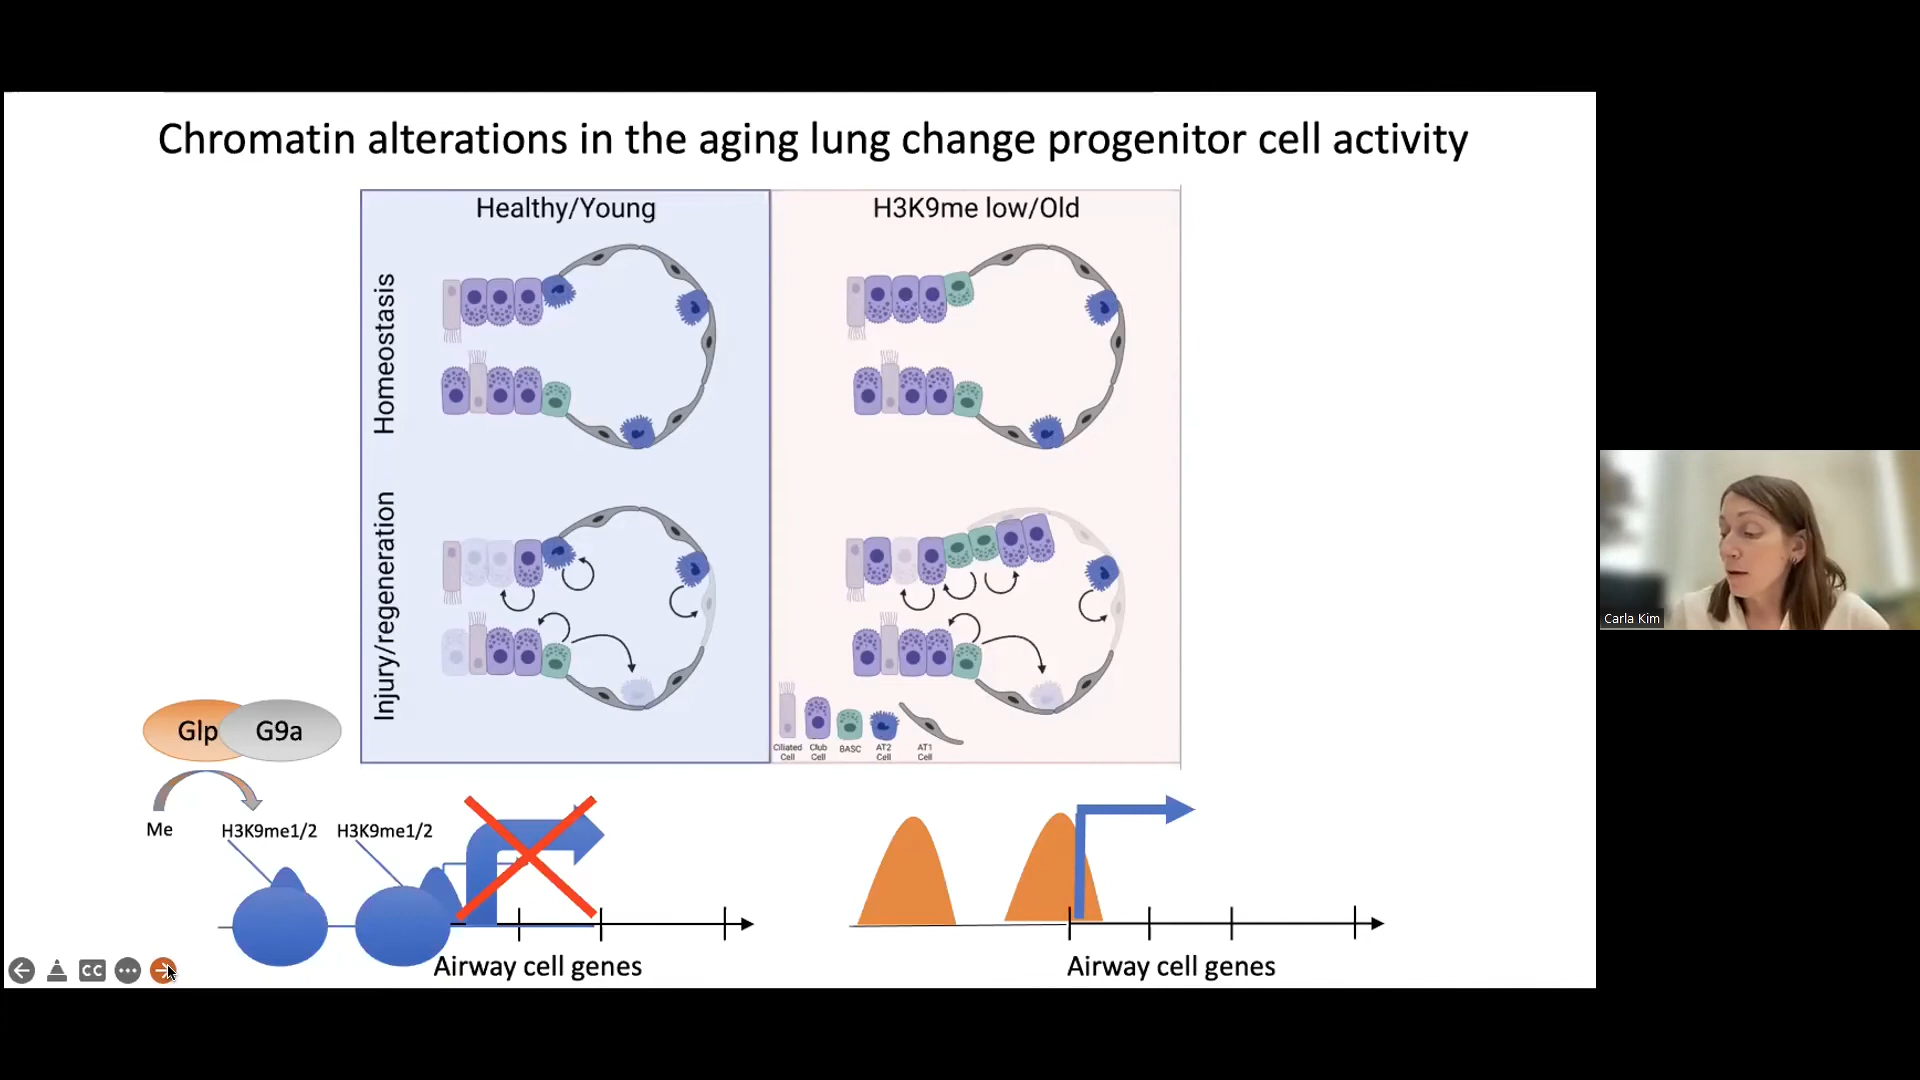 Chromatin alterations in the aging lung change progenitor cell activity
Healthy/Young
H3K9me low/Old
Homeostasis
Injury/regeneration
Ciliated
Cell
Club
Cell
BASC
AT2
Cell
AT1
Cell
Glp
G9a
Me
H3K9me1/2
H3K9me1/2
Airway cell genes
Airway cell genes
CC
Carla Kim